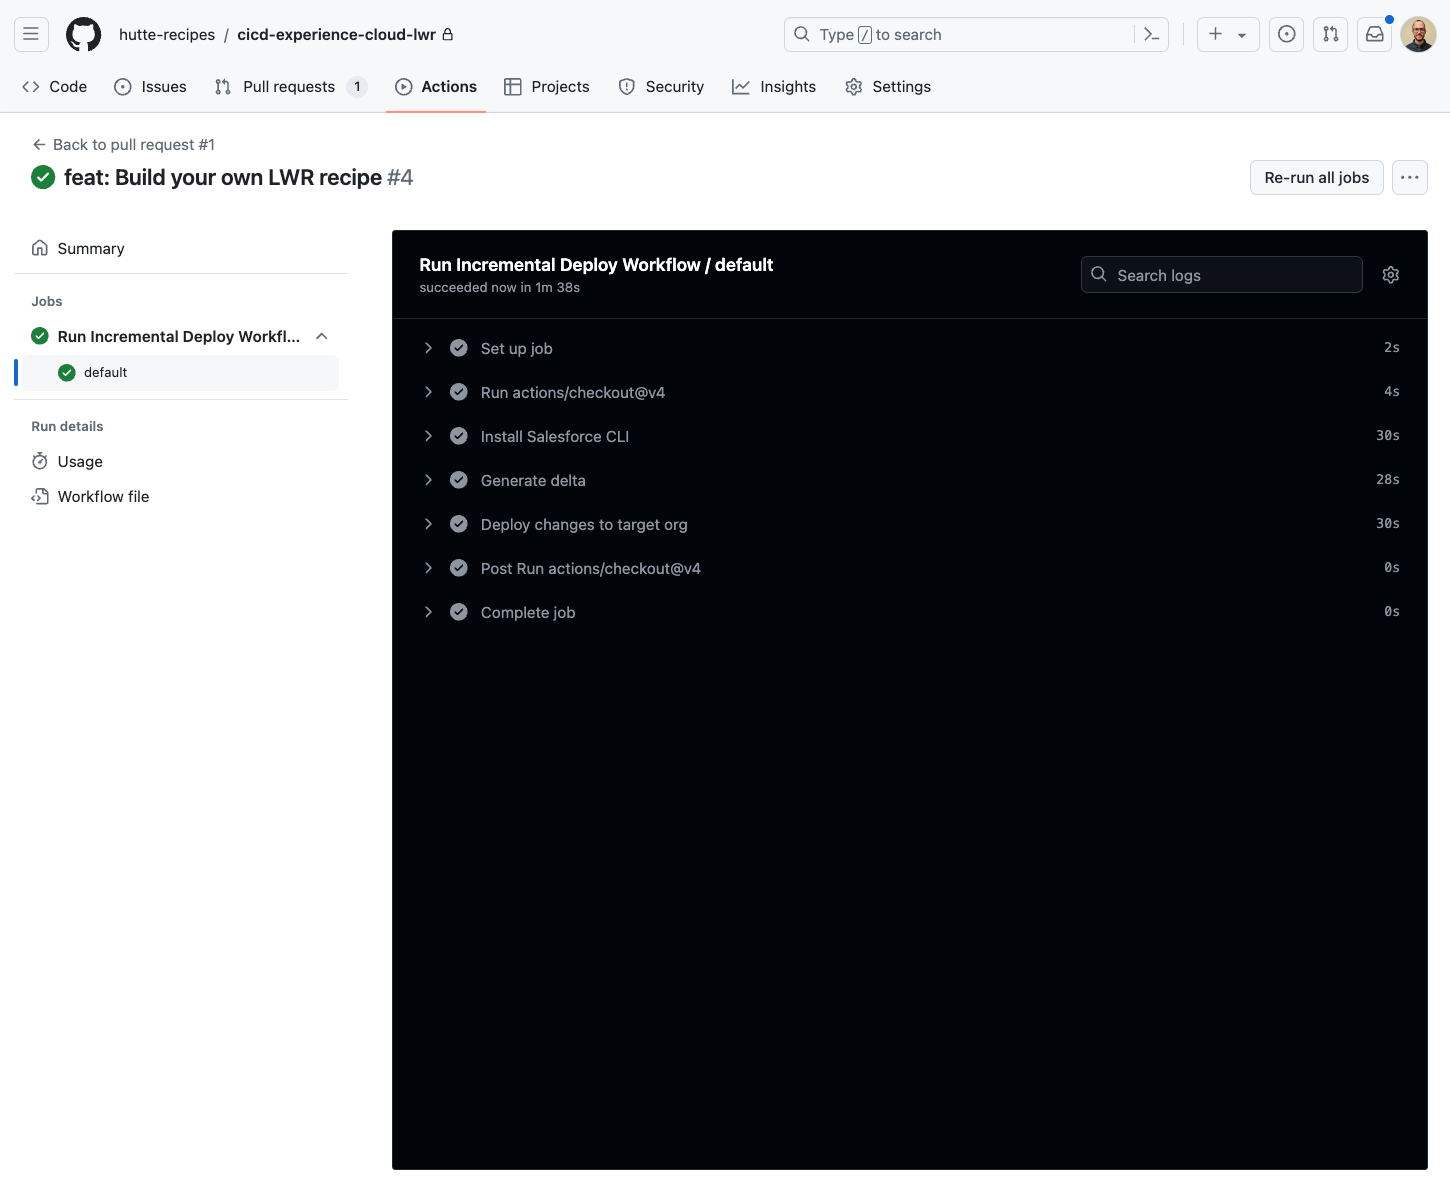 hutte-recipes / cicd-experience-cloud-lwr
Type / to search
Code
Issues
Pull requests 1
Actions
Projects
Security
Insights
Settings
Back to pull request #1
feat: Build your own LWR recipe #4
Re-run all jobs
Summary
Jobs
Run Incremental Deploy Workfl...
default
Run details
Usage
Workflow file
Run Incremental Deploy Workflow / default
succeeded now in 1m 38s
Search logs
Set up job 2s
Run actions/checkout@v4 4s
Install Salesforce CLI 30s
Generate delta 28s
Deploy changes to target org 30s
Post Run actions/checkout@v4 0s
Complete job 0s